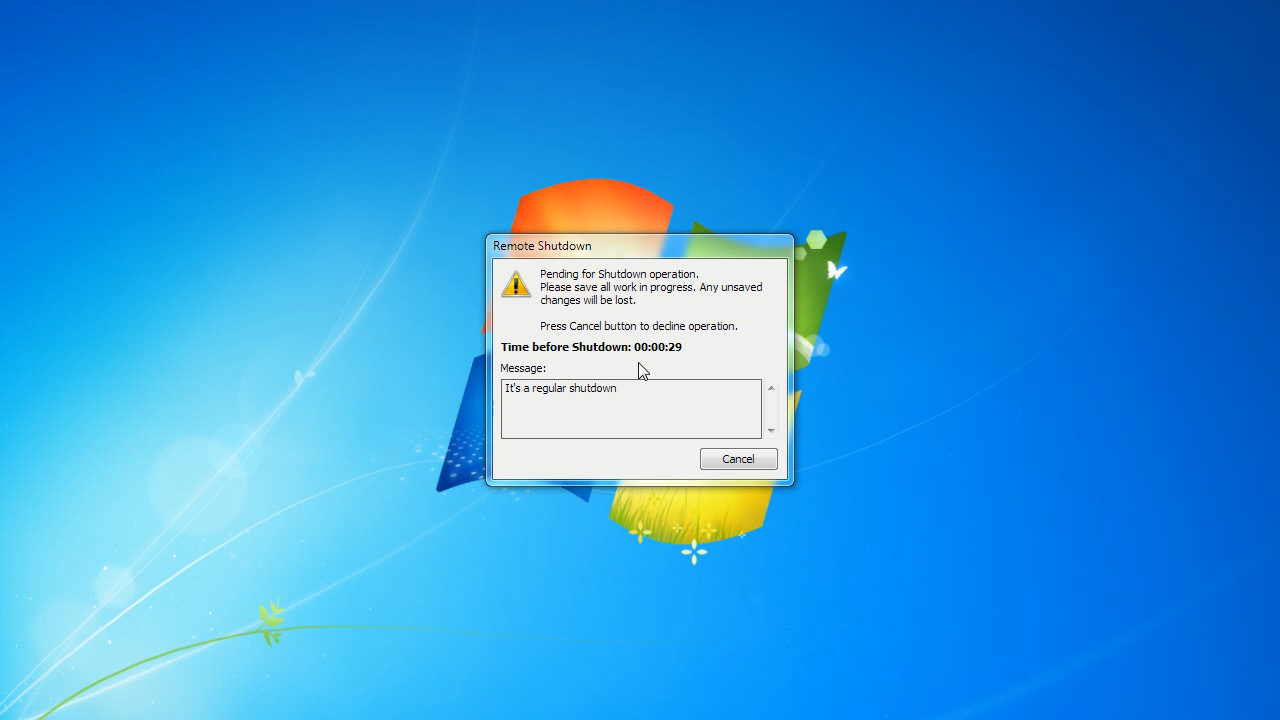 Remote Shutdown
Pending for Shutdown operation.
Please save all work in progress. Any unsaved
changes will be lost.
Press Cancel button to decline operation.
Time before Shutdown: 00:00:29
Message:
It's a regular shutdown
Cancel